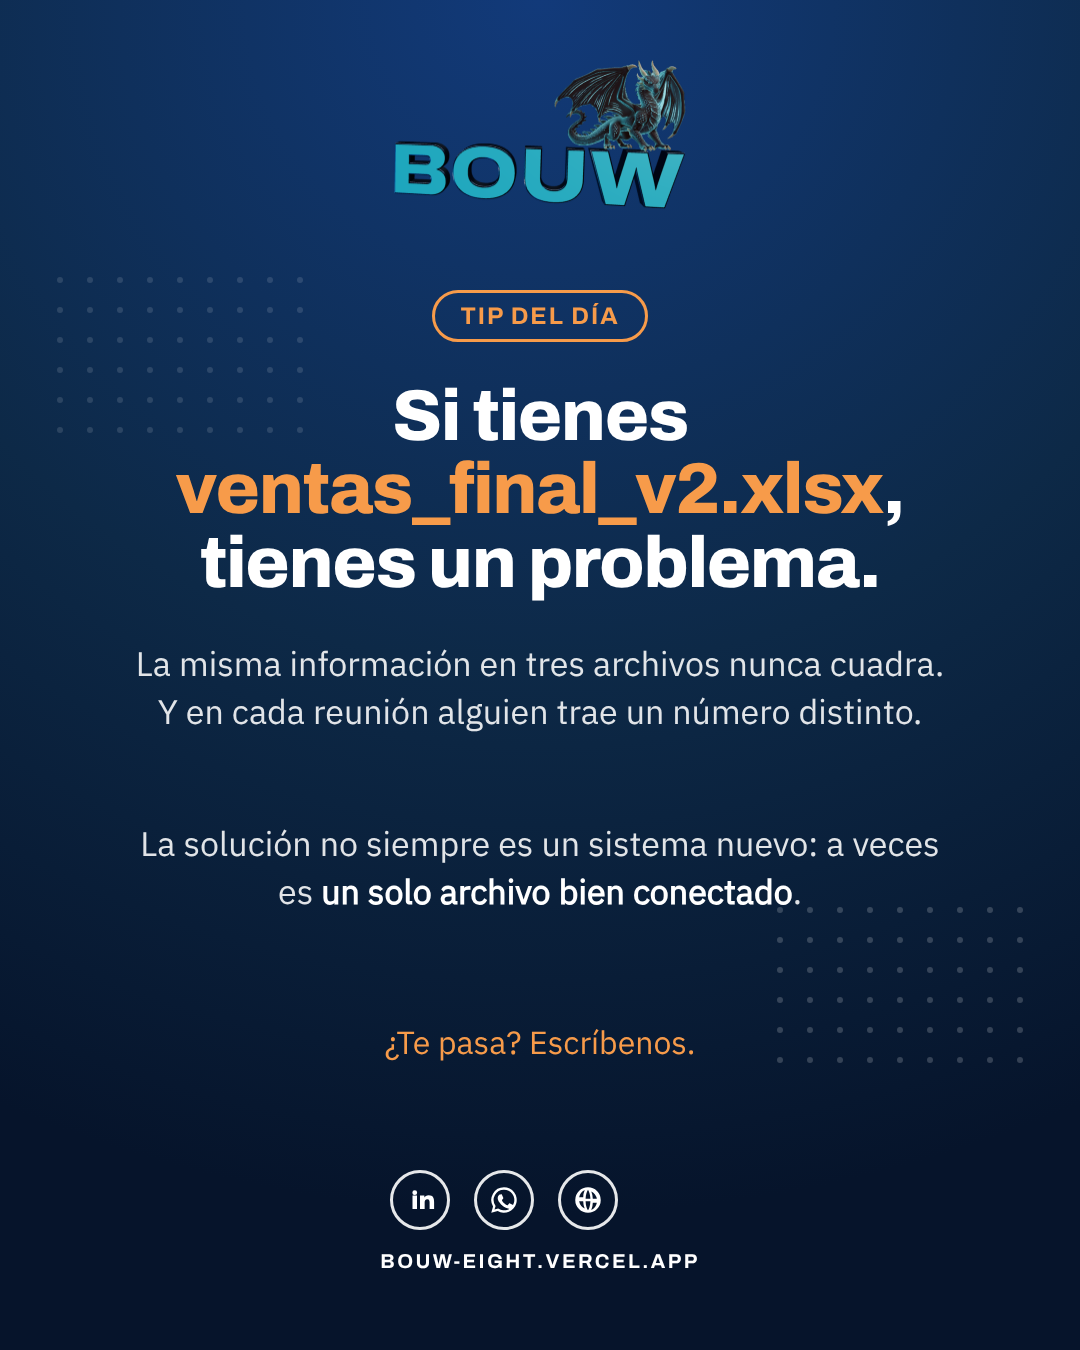 BOUW
TIP DEL DÍA
Si tienes
ventas_final_v2.xlsx,
tienes un problema.
La misma información en tres archivos nunca cuadra.
Y en cada reunión alguien trae un número distinto.
La solución no siempre es un sistema nuevo: a veces
es un solo archivo bien conectado.
¿Te pasa? Escríbenos.
in
BOUW-EIGHT.VERCEL.APP